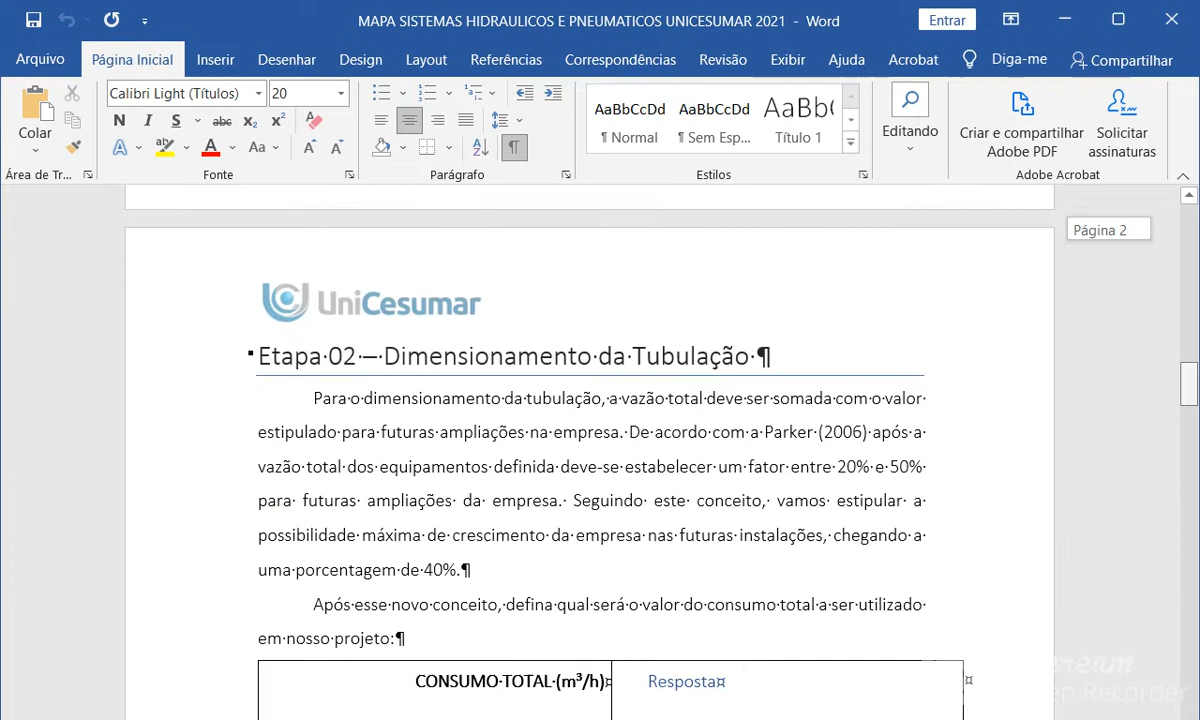 MAPA SISTEMAS HIDRAULICOS E PNEUMATICOS UNICESUMAR 2021 - Word
Entrar
Arquivo Página Inicial Inserir Desenhar Design Layout Referências Correspondências Revisão Exibir Ajuda Acrobat Diga-me Compartilhar
Colar
Calibri Light (Títulos) 20
N I S abc x₂ x²
A A Aa A A
AaBbCcDd AaBbCcDd AaBb(
¶ Normal ¶ Sem Esp... Título 1
Editando
Criar e compartilhar
Adobe PDF
Solicitar
assinaturas
Área de Tr... Fonte Parágrafo Estilos Adobe Acrobat
Página 2
UniCesumar
Etapa·02·–·Dimensionamento·da·Tubulação·¶
Para·o·dimensionamento·da·tubulação,·a·vazão·total·deve·ser·somada·com·o·valor·
estipulado·para·futuras·ampliações·na·empresa.·De·acordo·com·a·Parker·(2006)·após·a·
vazão·total·dos·equipamentos·definida·deve-se·estabelecer·um·fator·entre·20%·e·50%·
para·futuras·ampliações·da·empresa.·Seguindo·este·conceito,·vamos·estipular·a·
possibilidade·máxima·de·crescimento·da·empresa·nas·futuras·instalações,·chegando·a·
uma·porcentagem·de·40%.¶
Após·esse·novo·conceito,·defina·qual·será·o·valor·do·consumo·total·a·ser·utilizado·
em·nosso·projeto:¶
CONSUMO·TOTAL·(m³/h)¤ Resposta¤ ¤